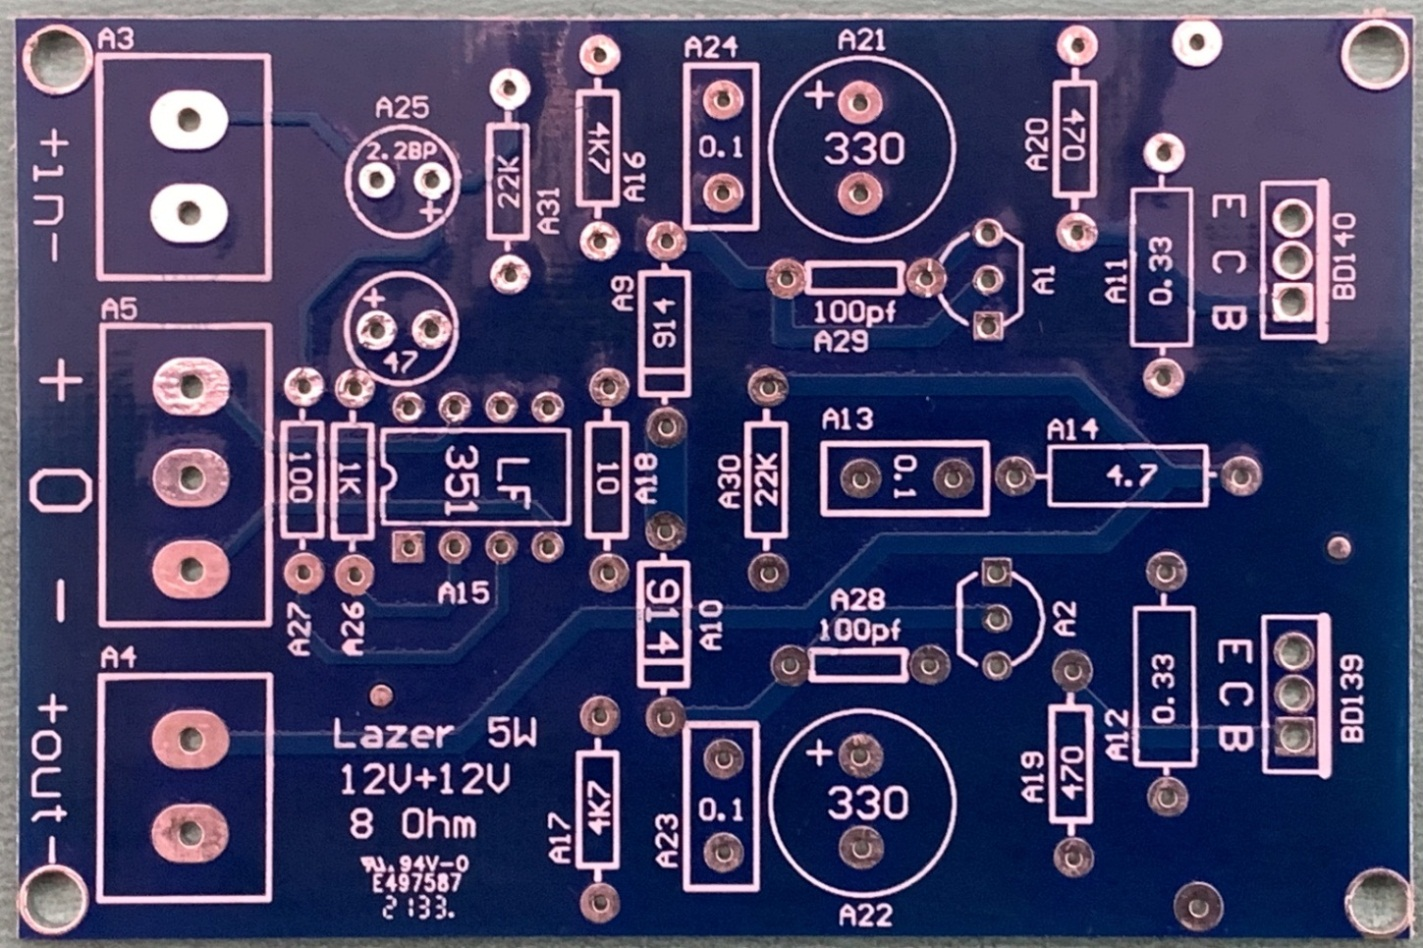 A3
+in-
A25
2.2BP
+
22K
A31
4K7
A16
A24
0.1
A21
+
330
A20
470
A11
0.33
E C B
BD140
A5
+
0
-
+
47
A9
914
100pf
A29
A1
100
1K
LF
351
10
A18
A30
22K
A13
0.1
A14
4.7
A27
A26
A15
914
A10
A28
100pf
A2
A4
+out-
Lazer 5W
12V+12V
8 Ohm
94V-0
E497587
2133.
A17
4K7
A23
0.1
+
330
A22
A19
470
A12
0.33
E C B
BD139